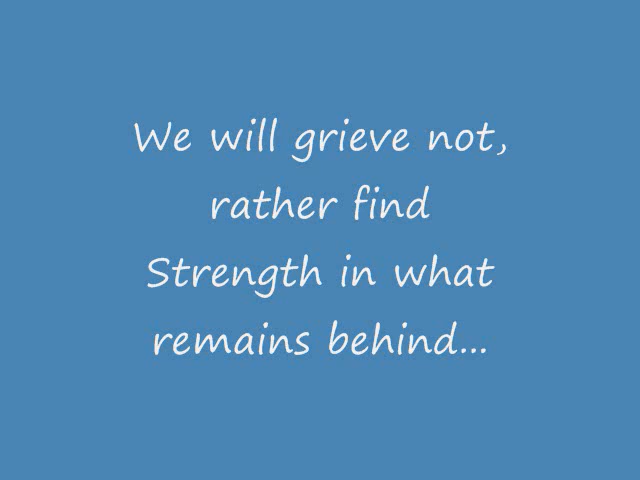 We will grieve not,
rather find
Strength in what
remains behind...